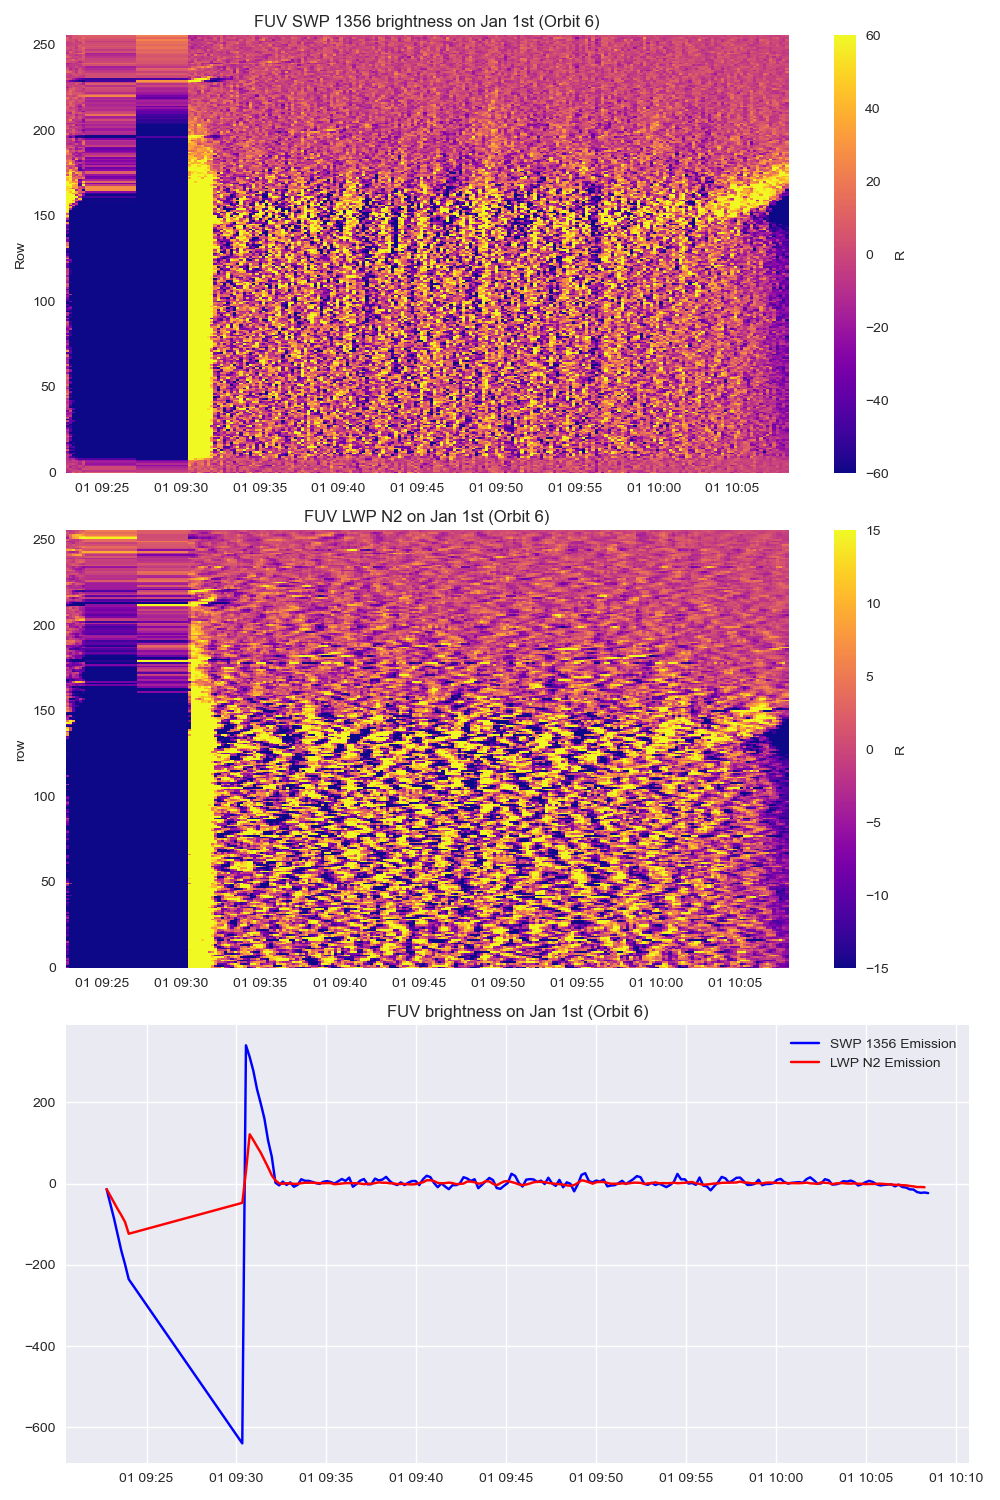 FUV SWP 1356 brightness on Jan 1st (Orbit 6)
250
200
150
100
50
0
Row
01 09:25 01 09:30 01 09:35 01 09:40 01 09:45 01 09:50 01 09:55 01 10:00 01 10:05
60
40
20
0
−20
−40
−60
R
FUV LWP N2 on Jan 1st (Orbit 6)
250
200
150
100
50
0
row
01 09:25 01 09:30 01 09:35 01 09:40 01 09:45 01 09:50 01 09:55 01 10:00 01 10:05
15
10
5
0
−5
−10
−15
R
FUV brightness on Jan 1st (Orbit 6)
SWP 1356 Emission
LWP N2 Emission
200
0
−200
−400
−600
01 09:25 01 09:30 01 09:35 01 09:40 01 09:45 01 09:50 01 09:55 01 10:00 01 10:05 01 10:10